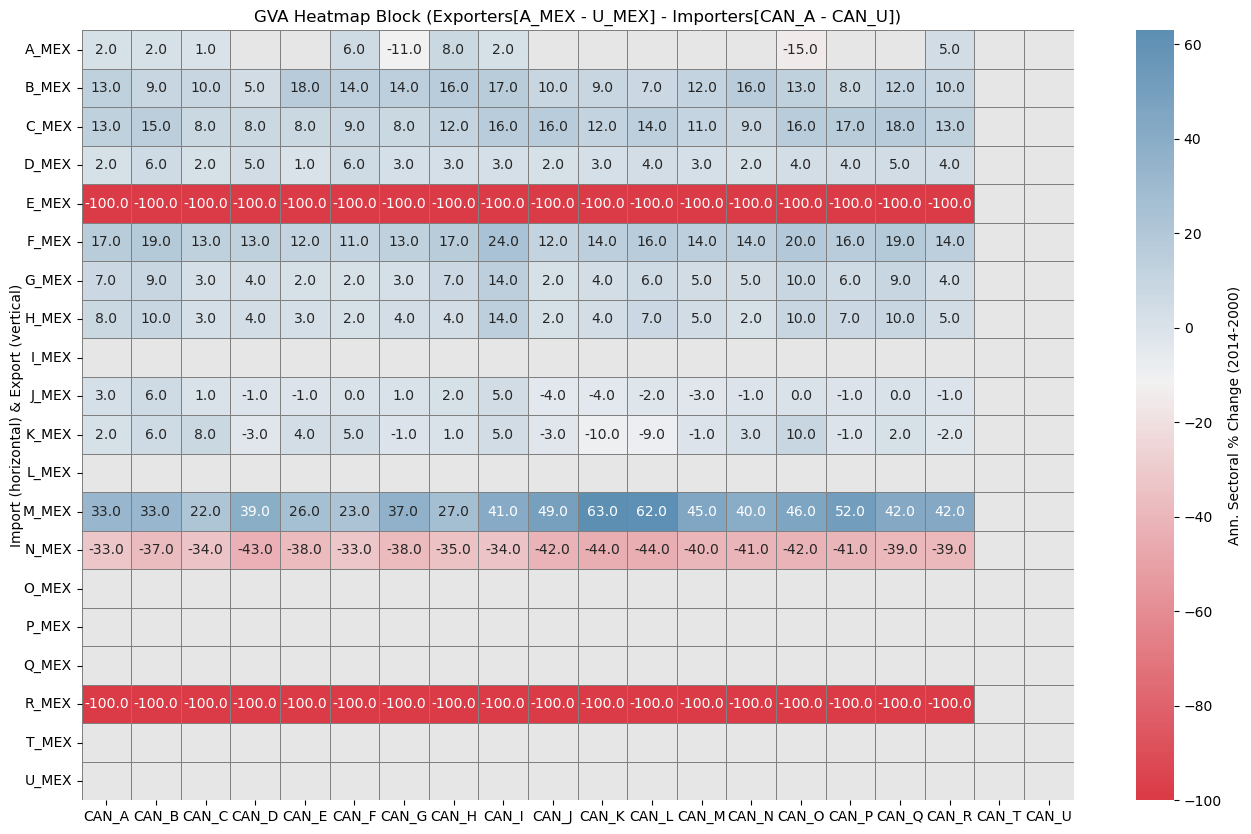 GVA Heatmap Block (Exporters[A_MEX - U_MEX] - Importers[CAN_A - CAN_U])
Import (horizontal) & Export (vertical)
A_MEX 2.0 2.0 1.0 6.0 -11.0 8.0 2.0 -15.0 5.0
B_MEX 13.0 9.0 10.0 5.0 18.0 14.0 14.0 16.0 17.0 10.0 9.0 7.0 12.0 16.0 13.0 8.0 12.0 10.0
C_MEX 13.0 15.0 8.0 8.0 8.0 9.0 8.0 12.0 16.0 16.0 12.0 14.0 11.0 9.0 16.0 17.0 18.0 13.0
D_MEX 2.0 6.0 2.0 5.0 1.0 6.0 3.0 3.0 3.0 2.0 3.0 4.0 3.0 2.0 4.0 4.0 5.0 4.0
E_MEX -100.0 -100.0 -100.0 -100.0 -100.0 -100.0 -100.0 -100.0 -100.0 -100.0 -100.0 -100.0 -100.0 -100.0 -100.0 -100.0 -100.0 -100.0
F_MEX 17.0 19.0 13.0 13.0 12.0 11.0 13.0 17.0 24.0 12.0 14.0 16.0 14.0 14.0 20.0 16.0 19.0 14.0
G_MEX 7.0 9.0 3.0 4.0 2.0 2.0 3.0 7.0 14.0 2.0 4.0 6.0 5.0 5.0 10.0 6.0 9.0 4.0
H_MEX 8.0 10.0 3.0 4.0 3.0 2.0 4.0 4.0 14.0 2.0 4.0 7.0 5.0 2.0 10.0 7.0 10.0 5.0
I_MEX
J_MEX 3.0 6.0 1.0 -1.0 -1.0 0.0 1.0 2.0 5.0 -4.0 -4.0 -2.0 -3.0 -1.0 0.0 -1.0 0.0 -1.0
K_MEX 2.0 6.0 8.0 -3.0 4.0 5.0 -1.0 1.0 5.0 -3.0 -10.0 -9.0 -1.0 3.0 10.0 -1.0 2.0 -2.0
L_MEX
M_MEX 33.0 33.0 22.0 39.0 26.0 23.0 37.0 27.0 41.0 49.0 63.0 62.0 45.0 40.0 46.0 52.0 42.0 42.0
N_MEX -33.0 -37.0 -34.0 -43.0 -38.0 -33.0 -38.0 -35.0 -34.0 -42.0 -44.0 -44.0 -40.0 -41.0 -42.0 -41.0 -39.0 -39.0
O_MEX
P_MEX
Q_MEX
R_MEX -100.0 -100.0 -100.0 -100.0 -100.0 -100.0 -100.0 -100.0 -100.0 -100.0 -100.0 -100.0 -100.0 -100.0 -100.0 -100.0 -100.0 -100.0
T_MEX
U_MEX
CAN_A CAN_B CAN_C CAN_D CAN_E CAN_F CAN_G CAN_H CAN_I CAN_J CAN_K CAN_L CAN_M CAN_N CAN_O CAN_P CAN_Q CAN_R CAN_T CAN_U
60
40
20
0
−20
−40
−60
−80
−100
Ann. Sectoral % Change (2014-2000)